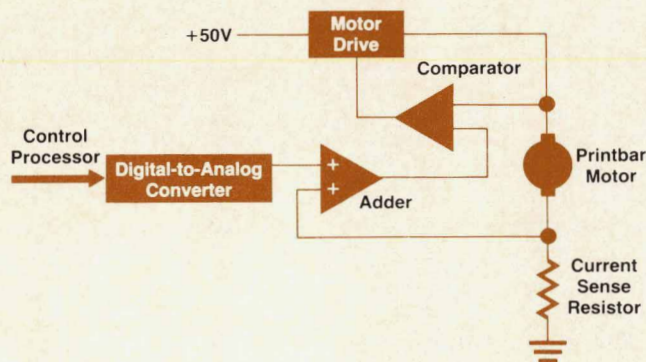 Motor
Drive
+50V
Comparator
Control
Processor
Digital-to-Analog
Converter
+
+
Adder
Printbar
Motor
Current
Sense
Resistor